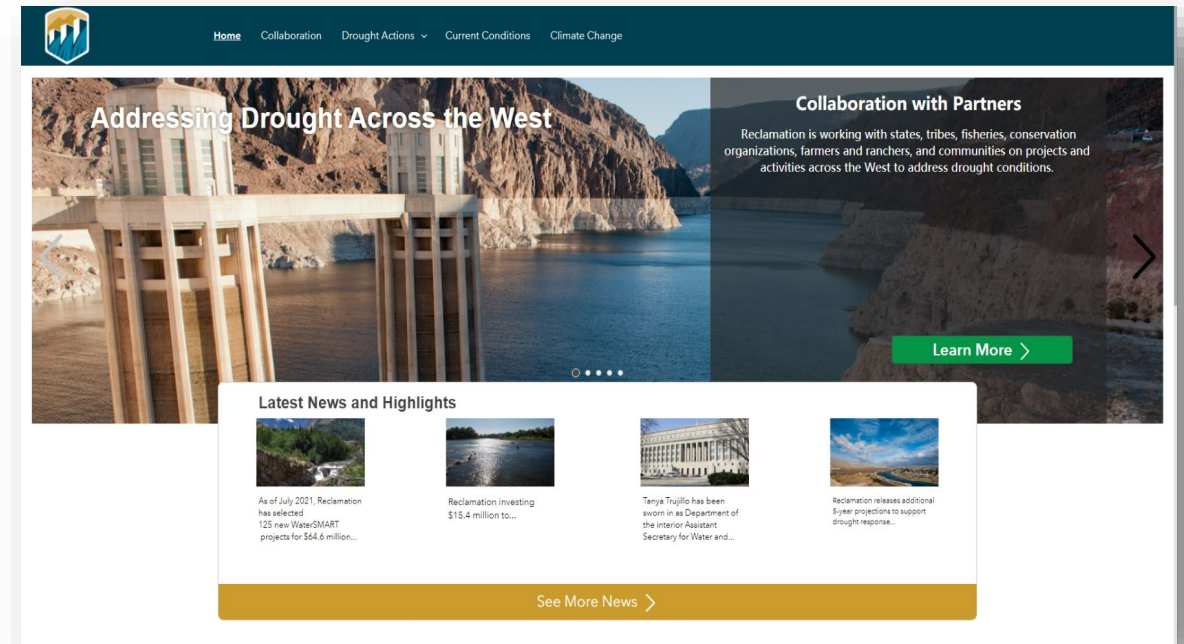 Home Collaboration Drought Actions Current Conditions Climate Change
Addressing Drought Across the West
Collaboration with Partners
Reclamation is working with states, tribes, fisheries, conservation
organizations, farmers and ranchers, and communities on projects and
activities across the West to address drought conditions.
Learn More
Latest News and Highlights
As of July 2021, Reclamation
has selected
125 new WaterSMART
projects for $64.6 million...
Reclamation investing
$15.4 million to...
Tanya Trujillo has been
sworn in as Department of
the interior Assistant
Secretary for Water and...
Reclamation releases additional
5-year projections to support
drought response...
See More News